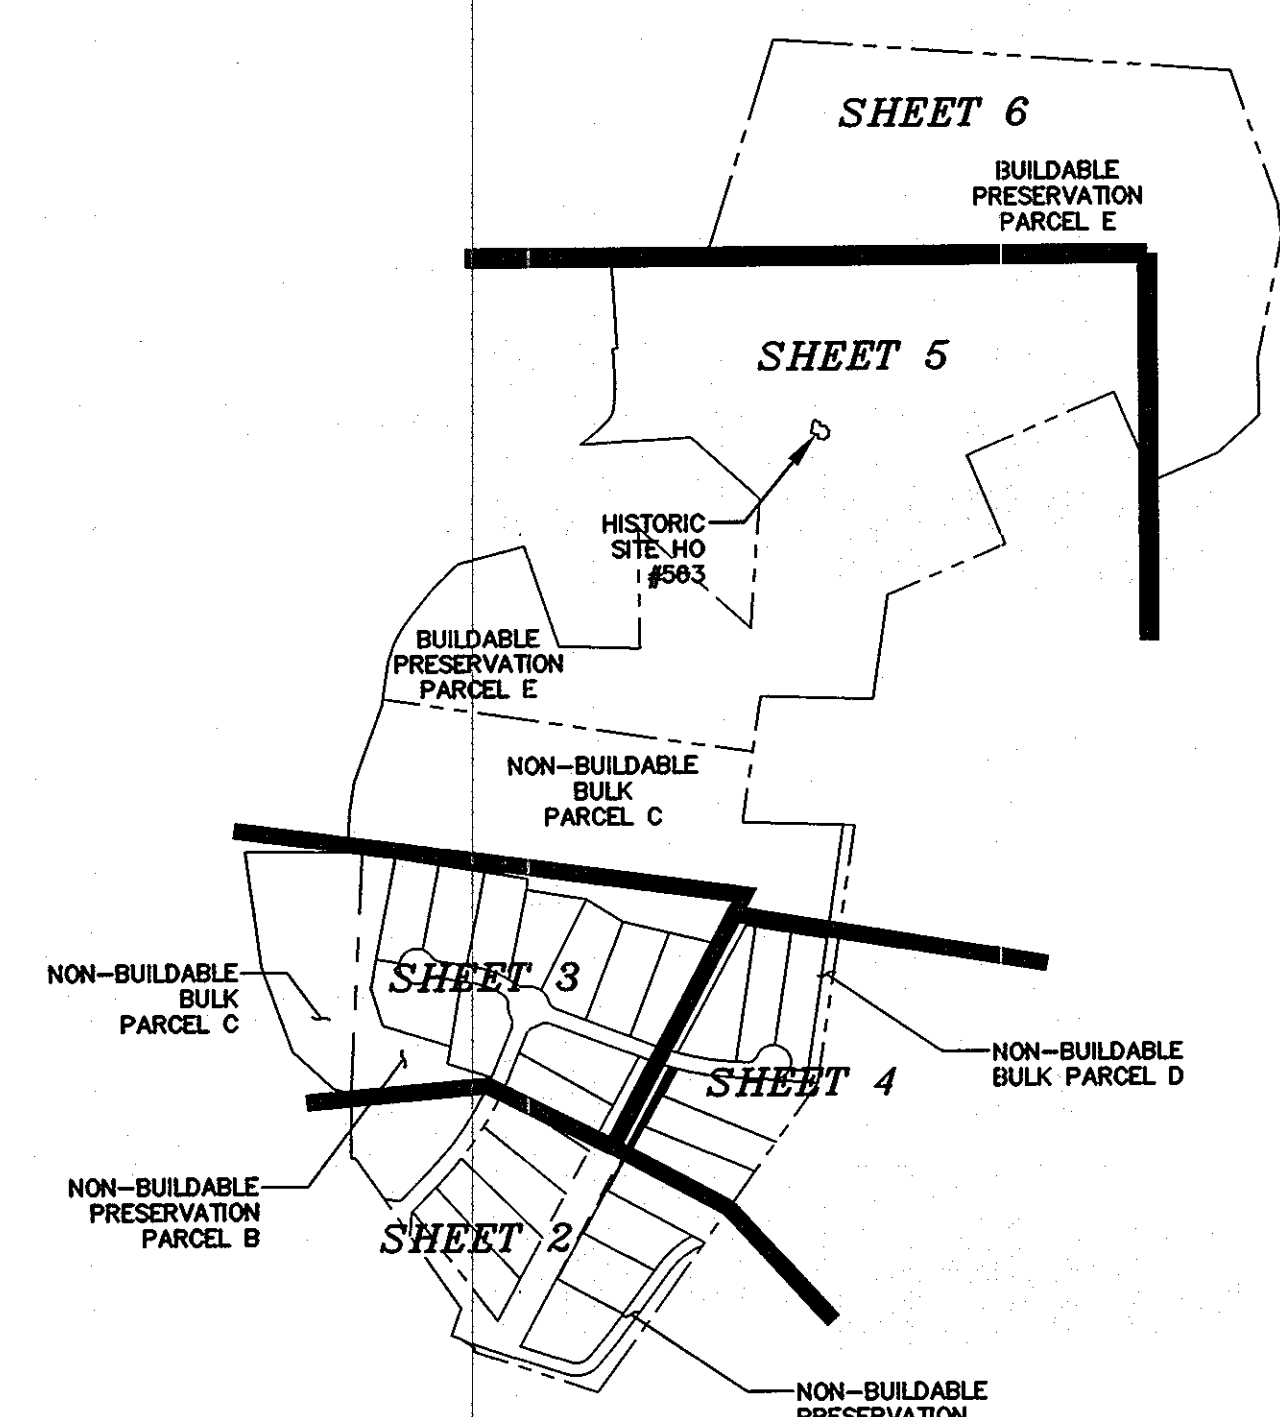 SHEET 6
BUILDABLE
PRESERVATION
PARCEL E
SHEET 5
HISTORIC
SITE HO
#583
BUILDABLE
PRESERVATION
PARCEL E
NON-BUILDABLE
BULK
PARCEL C
NON-BUILDABLE
BULK
PARCEL C
SHEET 3
NON-BUILDABLE
BULK PARCEL D
SHEET 4
NON-BUILDABLE
PRESERVATION
PARCEL B
SHEET 2
NON-BUILDABLE
PRESERVATION